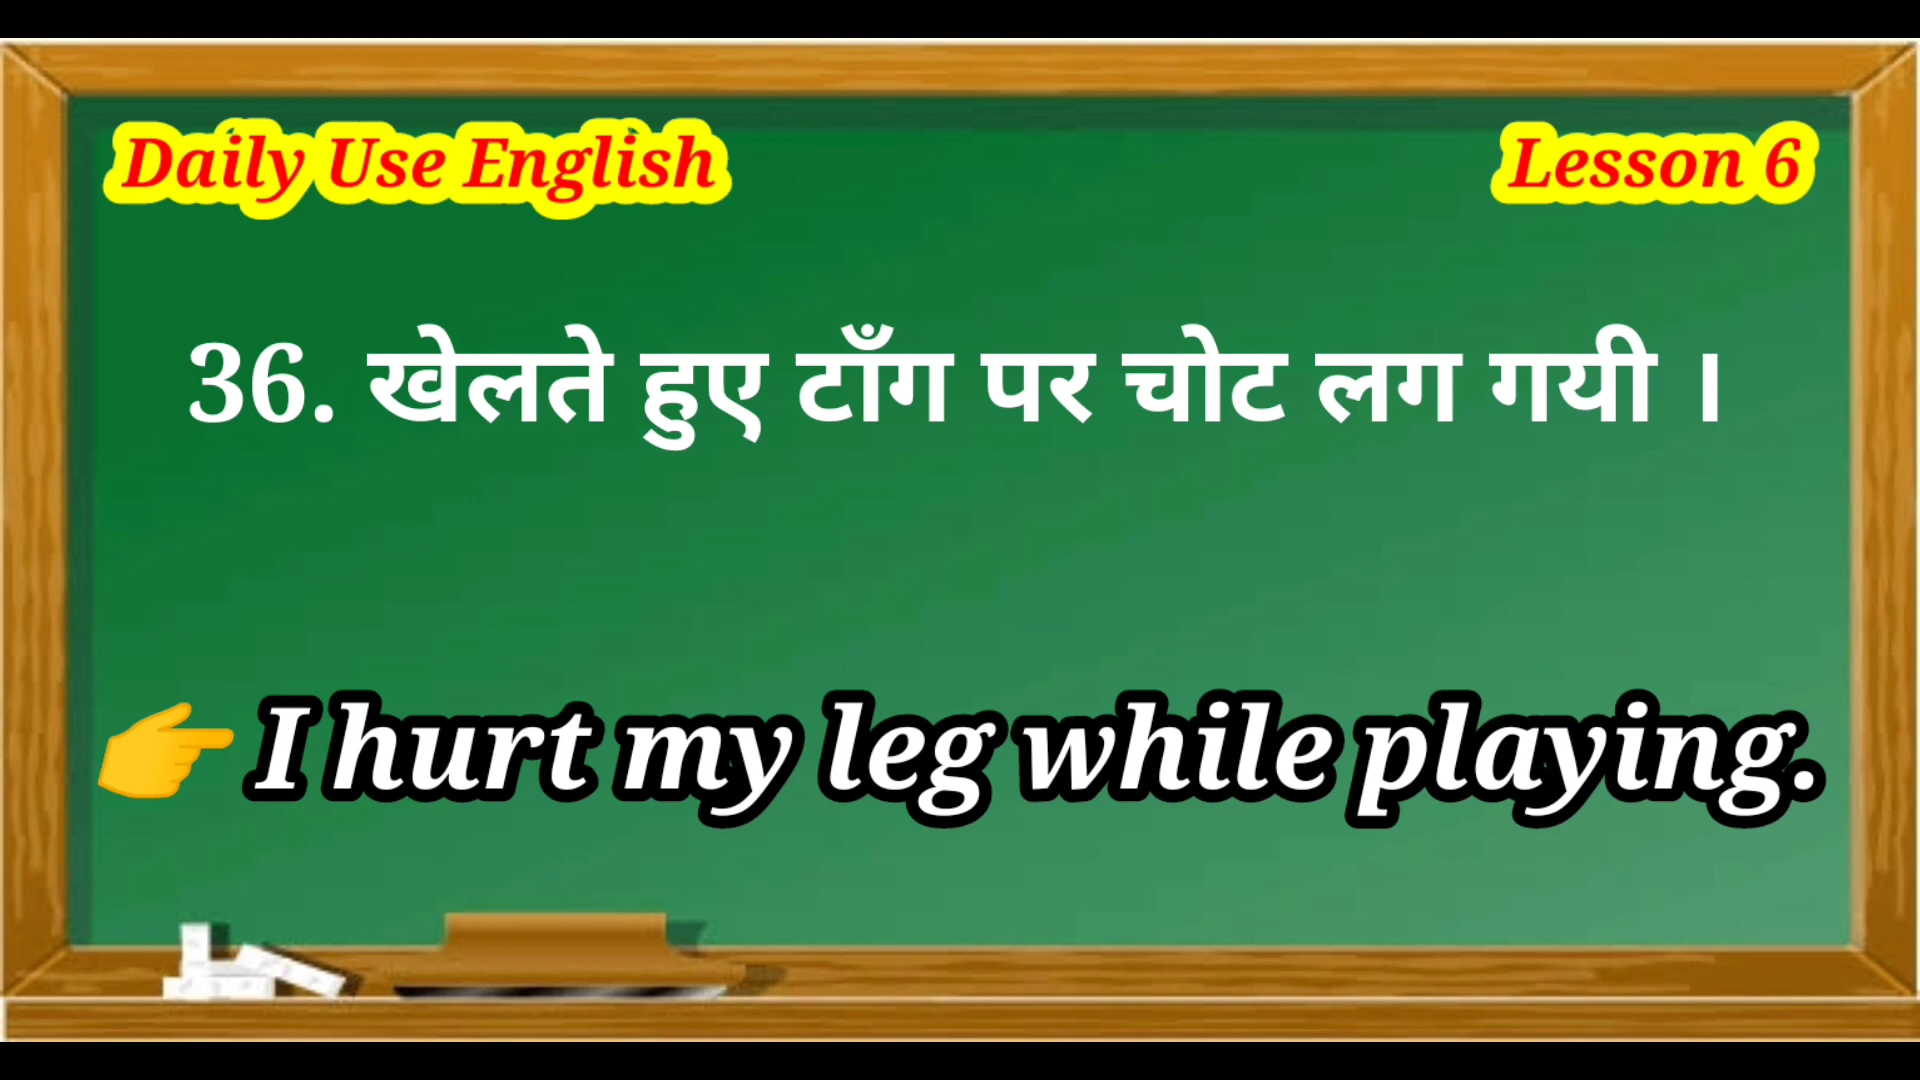 Daily Use English
Lesson 6
36. खेलते हुए टाँग पर चोट लग गयी ।
👉 I hurt my leg while playing.